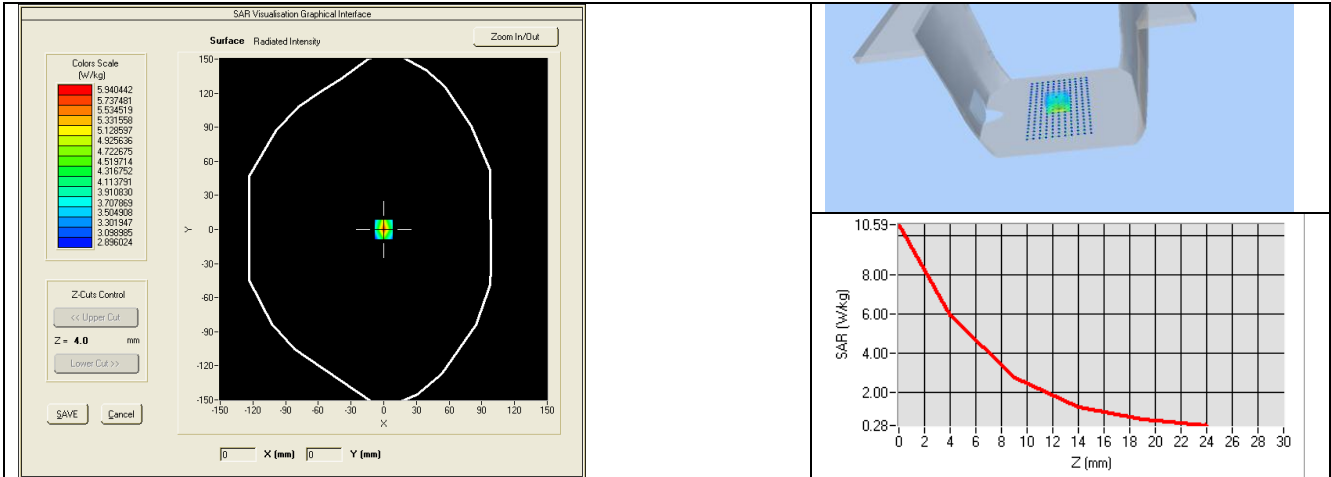 SAR Visualisation Graphical Interface
Surface Radiated Intensity
Zoom In/Out
Colors Scale
(W/kg)
5.940442
5.737481
5.534519
5.331558
5.128597
4.925636
4.722675
4.519714
4.316752
4.113791
3.910830
3.707869
3.504908
3.301947
3.098985
2.896024
Z-Cuts Control
<< Upper Cut
Z = 4.0 mm
Lower Cut >>
SAVE Cancel
150
120
90
60
30
0
-30
-60
-90
-120
-150
Y
-150 -120 -90 -60 -30 0 30 60 90 120 150
X
0 X (mm) 0 Y (mm)
10.59
8.00
6.00
4.00
2.00
0.28
SAR (W/kg)
0 2 4 6 8 10 12 14 16 18 20 22 24 26 28 30
Z (mm)